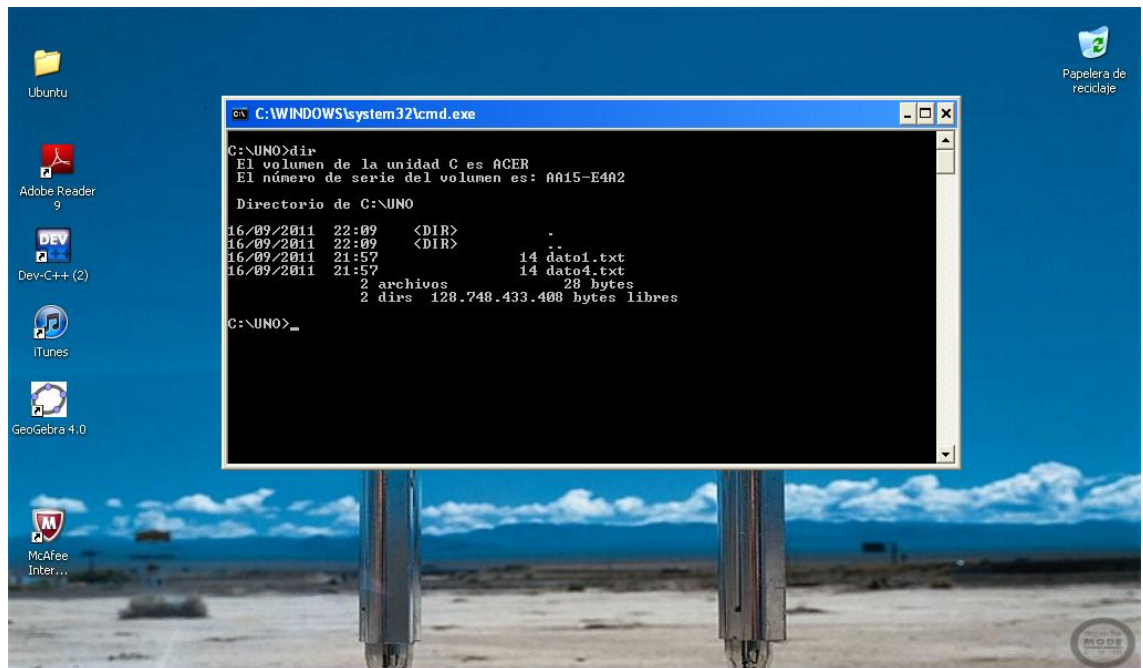 Ubuntu
Adobe Reader
9
DEV
C++
Dev-C++ (2)
iTunes
GeoGebra 4.0
M
McAfee
Inter...
Papelera de
reciclaje
C:\WINDOWS\system32\cmd.exe
C:\UNO>dir
El volumen de la unidad C es ACER
El número de serie del volumen es: AA15-E4A2
Directorio de C:\UNO
16/09/2011 22:09 <DIR> .
16/09/2011 22:09 <DIR> ..
16/09/2011 21:57 14 dato1.txt
16/09/2011 21:57 14 dato4.txt
2 archivos 28 bytes
2 dirs 128.748.433.408 bytes libres
C:\UNO>_
MODE